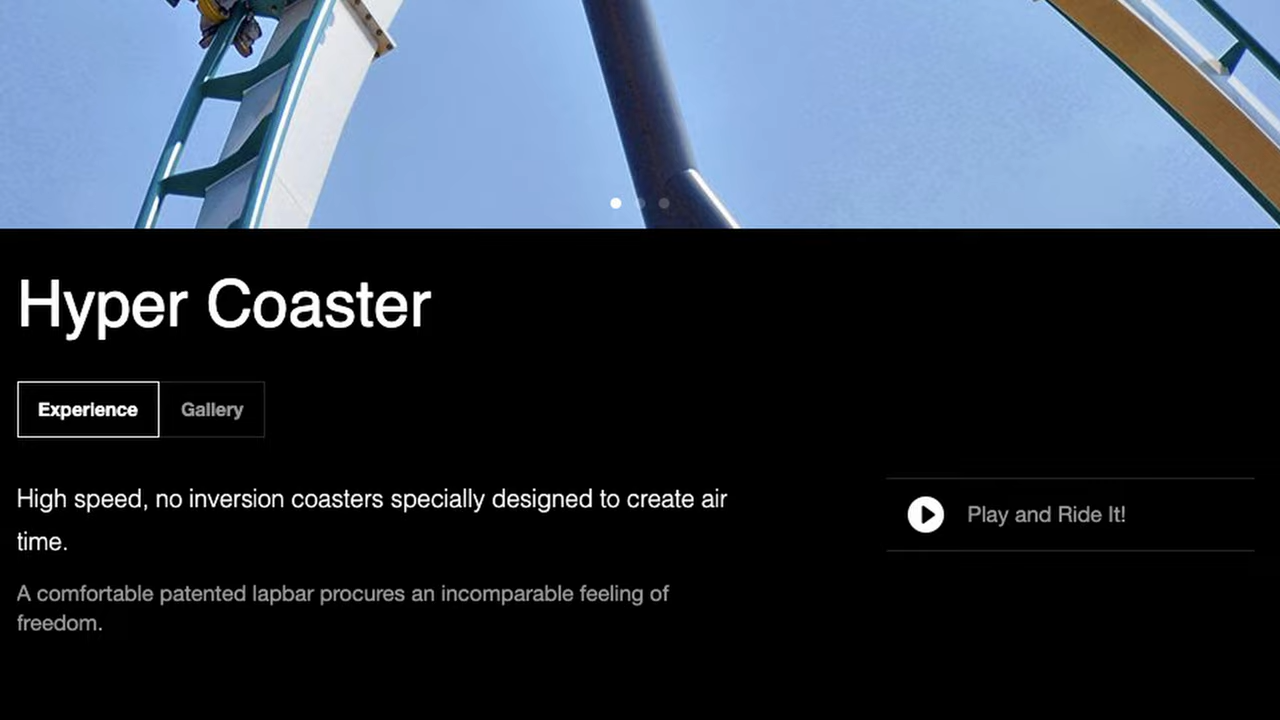 Hyper Coaster
Experience
Gallery
High speed, no inversion coasters specially designed to create air
time.
Play and Ride It!
A comfortable patented lapbar procures an incomparable feeling of
freedom.